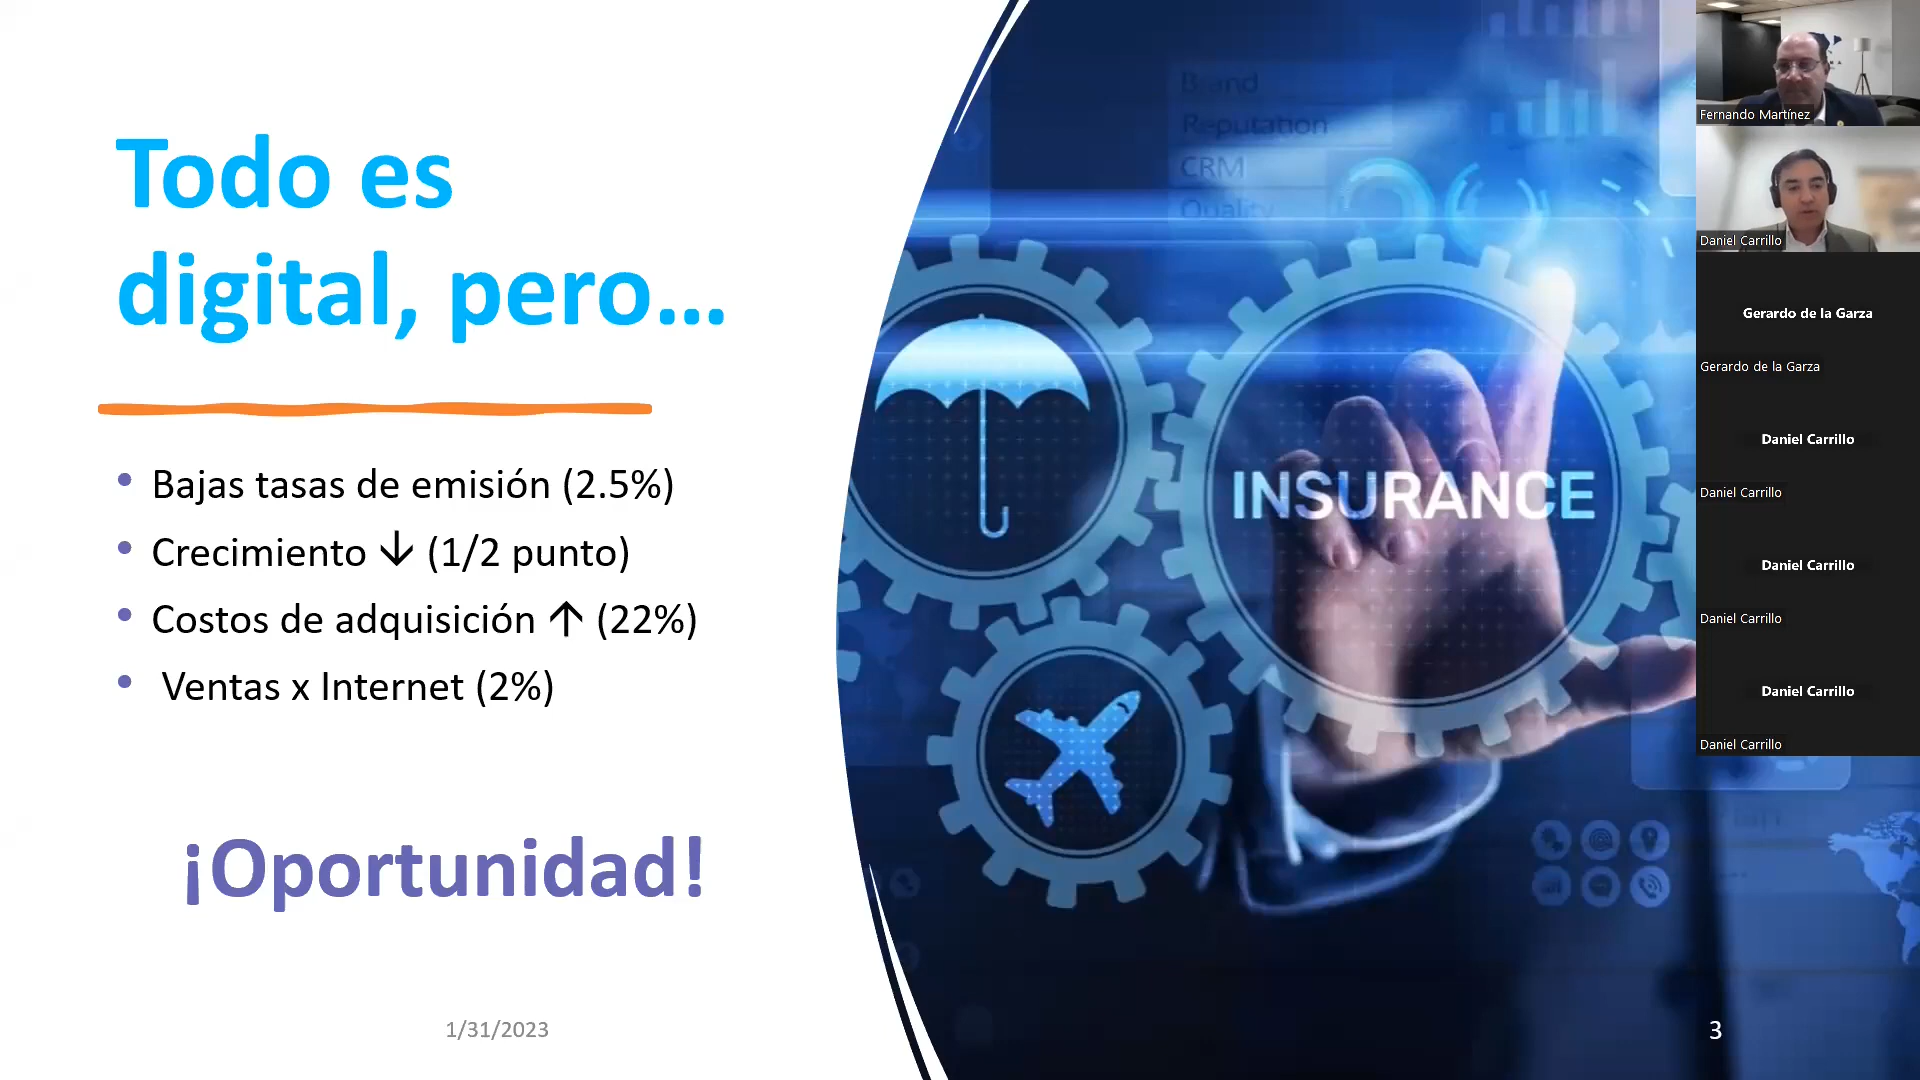 Todo es
digital, pero...
• Bajas tasas de emisión (2.5%)
• Crecimiento ↓ (1/2 punto)
• Costos de adquisición ↑ (22%)
• Ventas x Internet (2%)
¡Oportunidad!
1/31/2023
Brand
Reputation
CRM
Quality
INSURANCE
3
Fernando Martínez
Daniel Carrillo
Gerardo de la Garza
Gerardo de la Garza
Daniel Carrillo
Daniel Carrillo
Daniel Carrillo
Daniel Carrillo
Daniel Carrillo
Daniel Carrillo